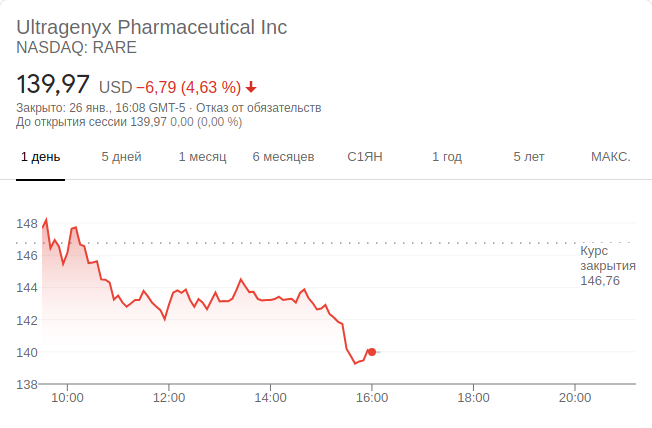 Ultragenyx Pharmaceutical Inc
NASDAQ: RARE
139,97 USD −6,79 (4,63 %)
Закрыто: 26 янв., 16:08 GMT-5 · Отказ от обязательств
До открытия сессии 139,97 0,00 (0,00 %)
1 день 5 дней 1 месяц 6 месяцев С1ЯН 1 год 5 лет МАКС.
148
146
144
142
140
138
Курс
закрытия
146,76
10:00 12:00 14:00 16:00 18:00 20:00